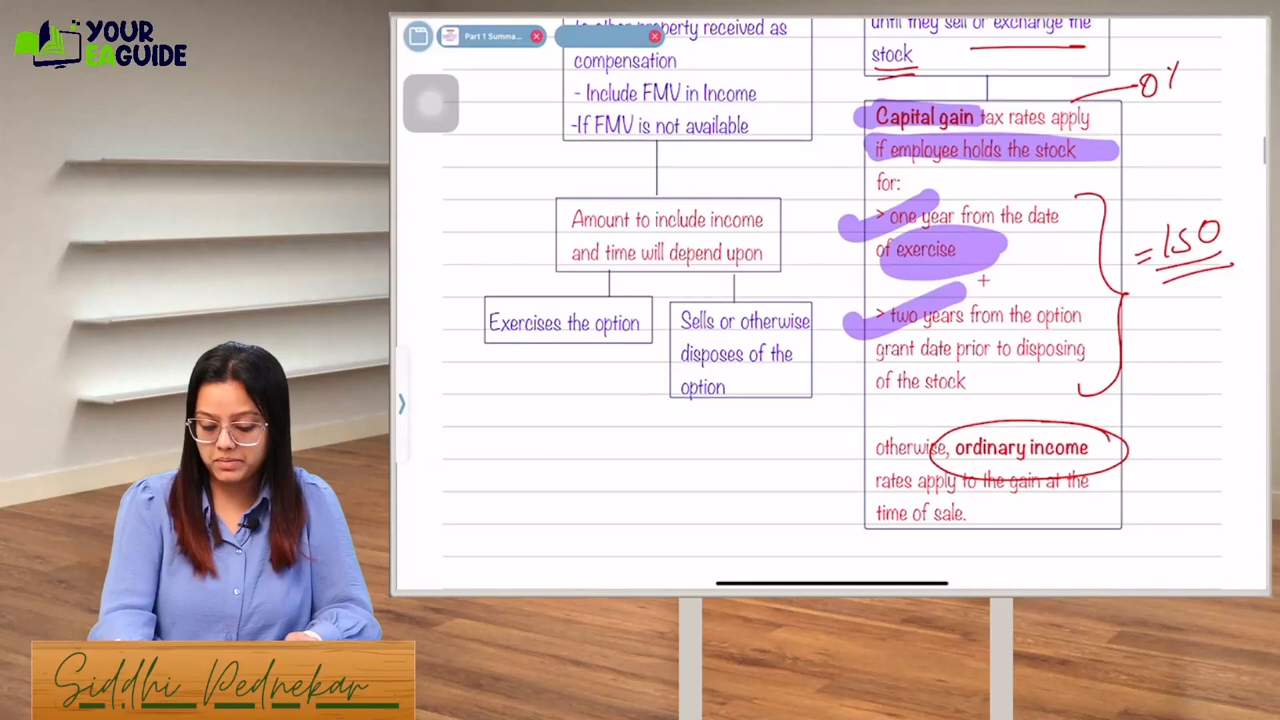 YOUR
EAGUIDE
Part 1 Summa...
to other property received as
compensation
- Include FMV in Income
-If FMV is not available
Amount to include income
and time will depend upon
Exercises the option
Sells or otherwise
disposes of the
option
until they sell or exchange the
stock
0%
Capital gain tax rates apply
if employee holds the stock
for:
> one year from the date
of exercise
+
> two years from the option
grant date prior to disposing
of the stock
= ISO
otherwise, ordinary income
rates apply to the gain at the
time of sale.
Siddhi Pednekar